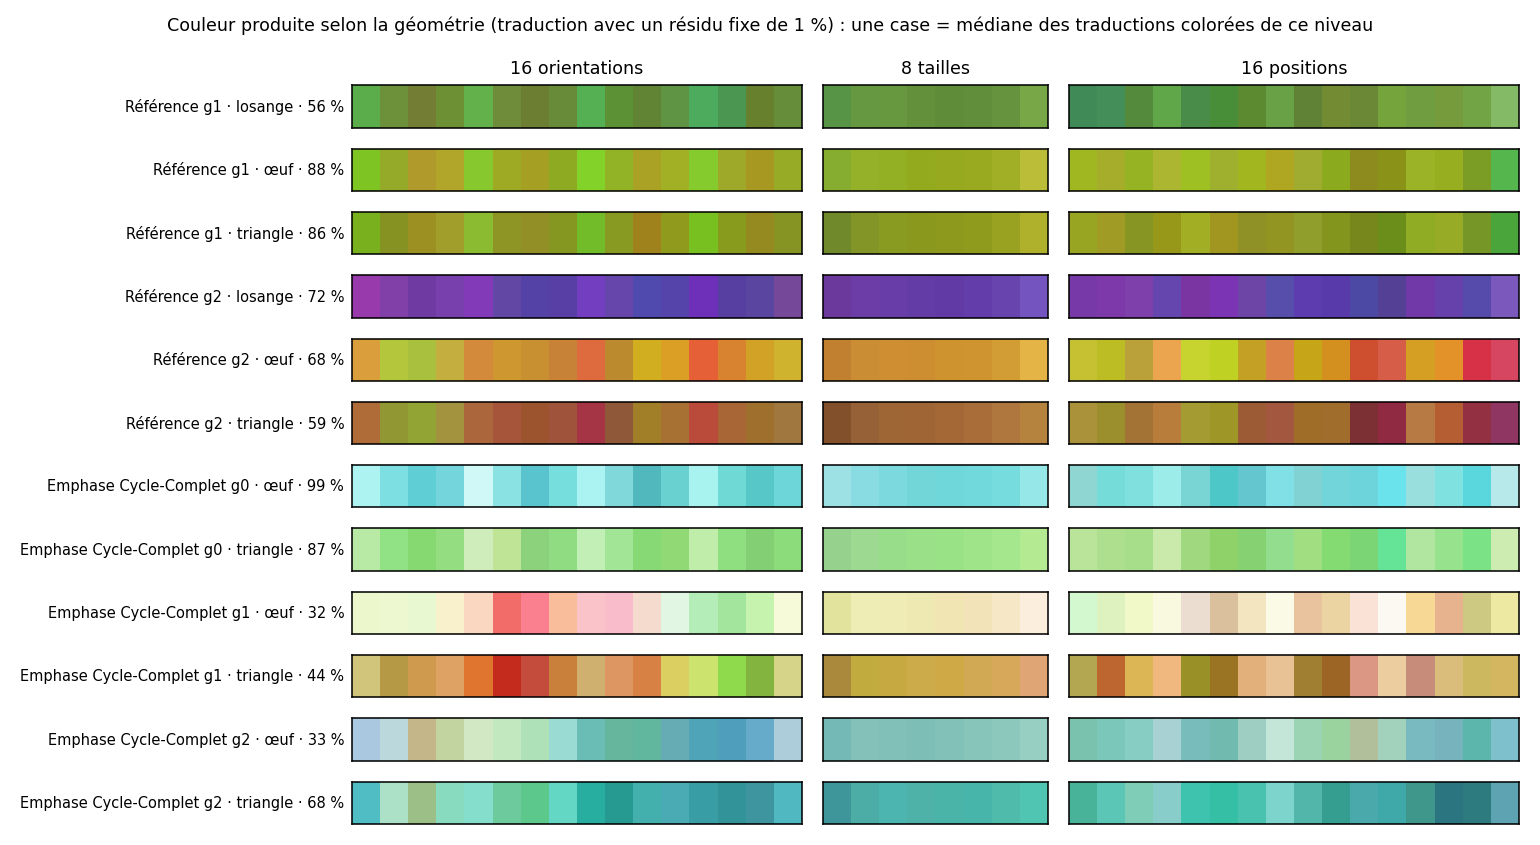 Couleur produite selon la géométrie (traduction avec un résidu fixe de 1 %) : une case = médiane des traductions colorées de ce niveau
16 orientations
8 tailles
16 positions
Référence g1 · losange · 56 %
Référence g1 · œuf · 88 %
Référence g1 · triangle · 86 %
Référence g2 · losange · 72 %
Référence g2 · œuf · 68 %
Référence g2 · triangle · 59 %
Emphase Cycle-Complet g0 · œuf · 99 %
Emphase Cycle-Complet g0 · triangle · 87 %
Emphase Cycle-Complet g1 · œuf · 32 %
Emphase Cycle-Complet g1 · triangle · 44 %
Emphase Cycle-Complet g2 · œuf · 33 %
Emphase Cycle-Complet g2 · triangle · 68 %